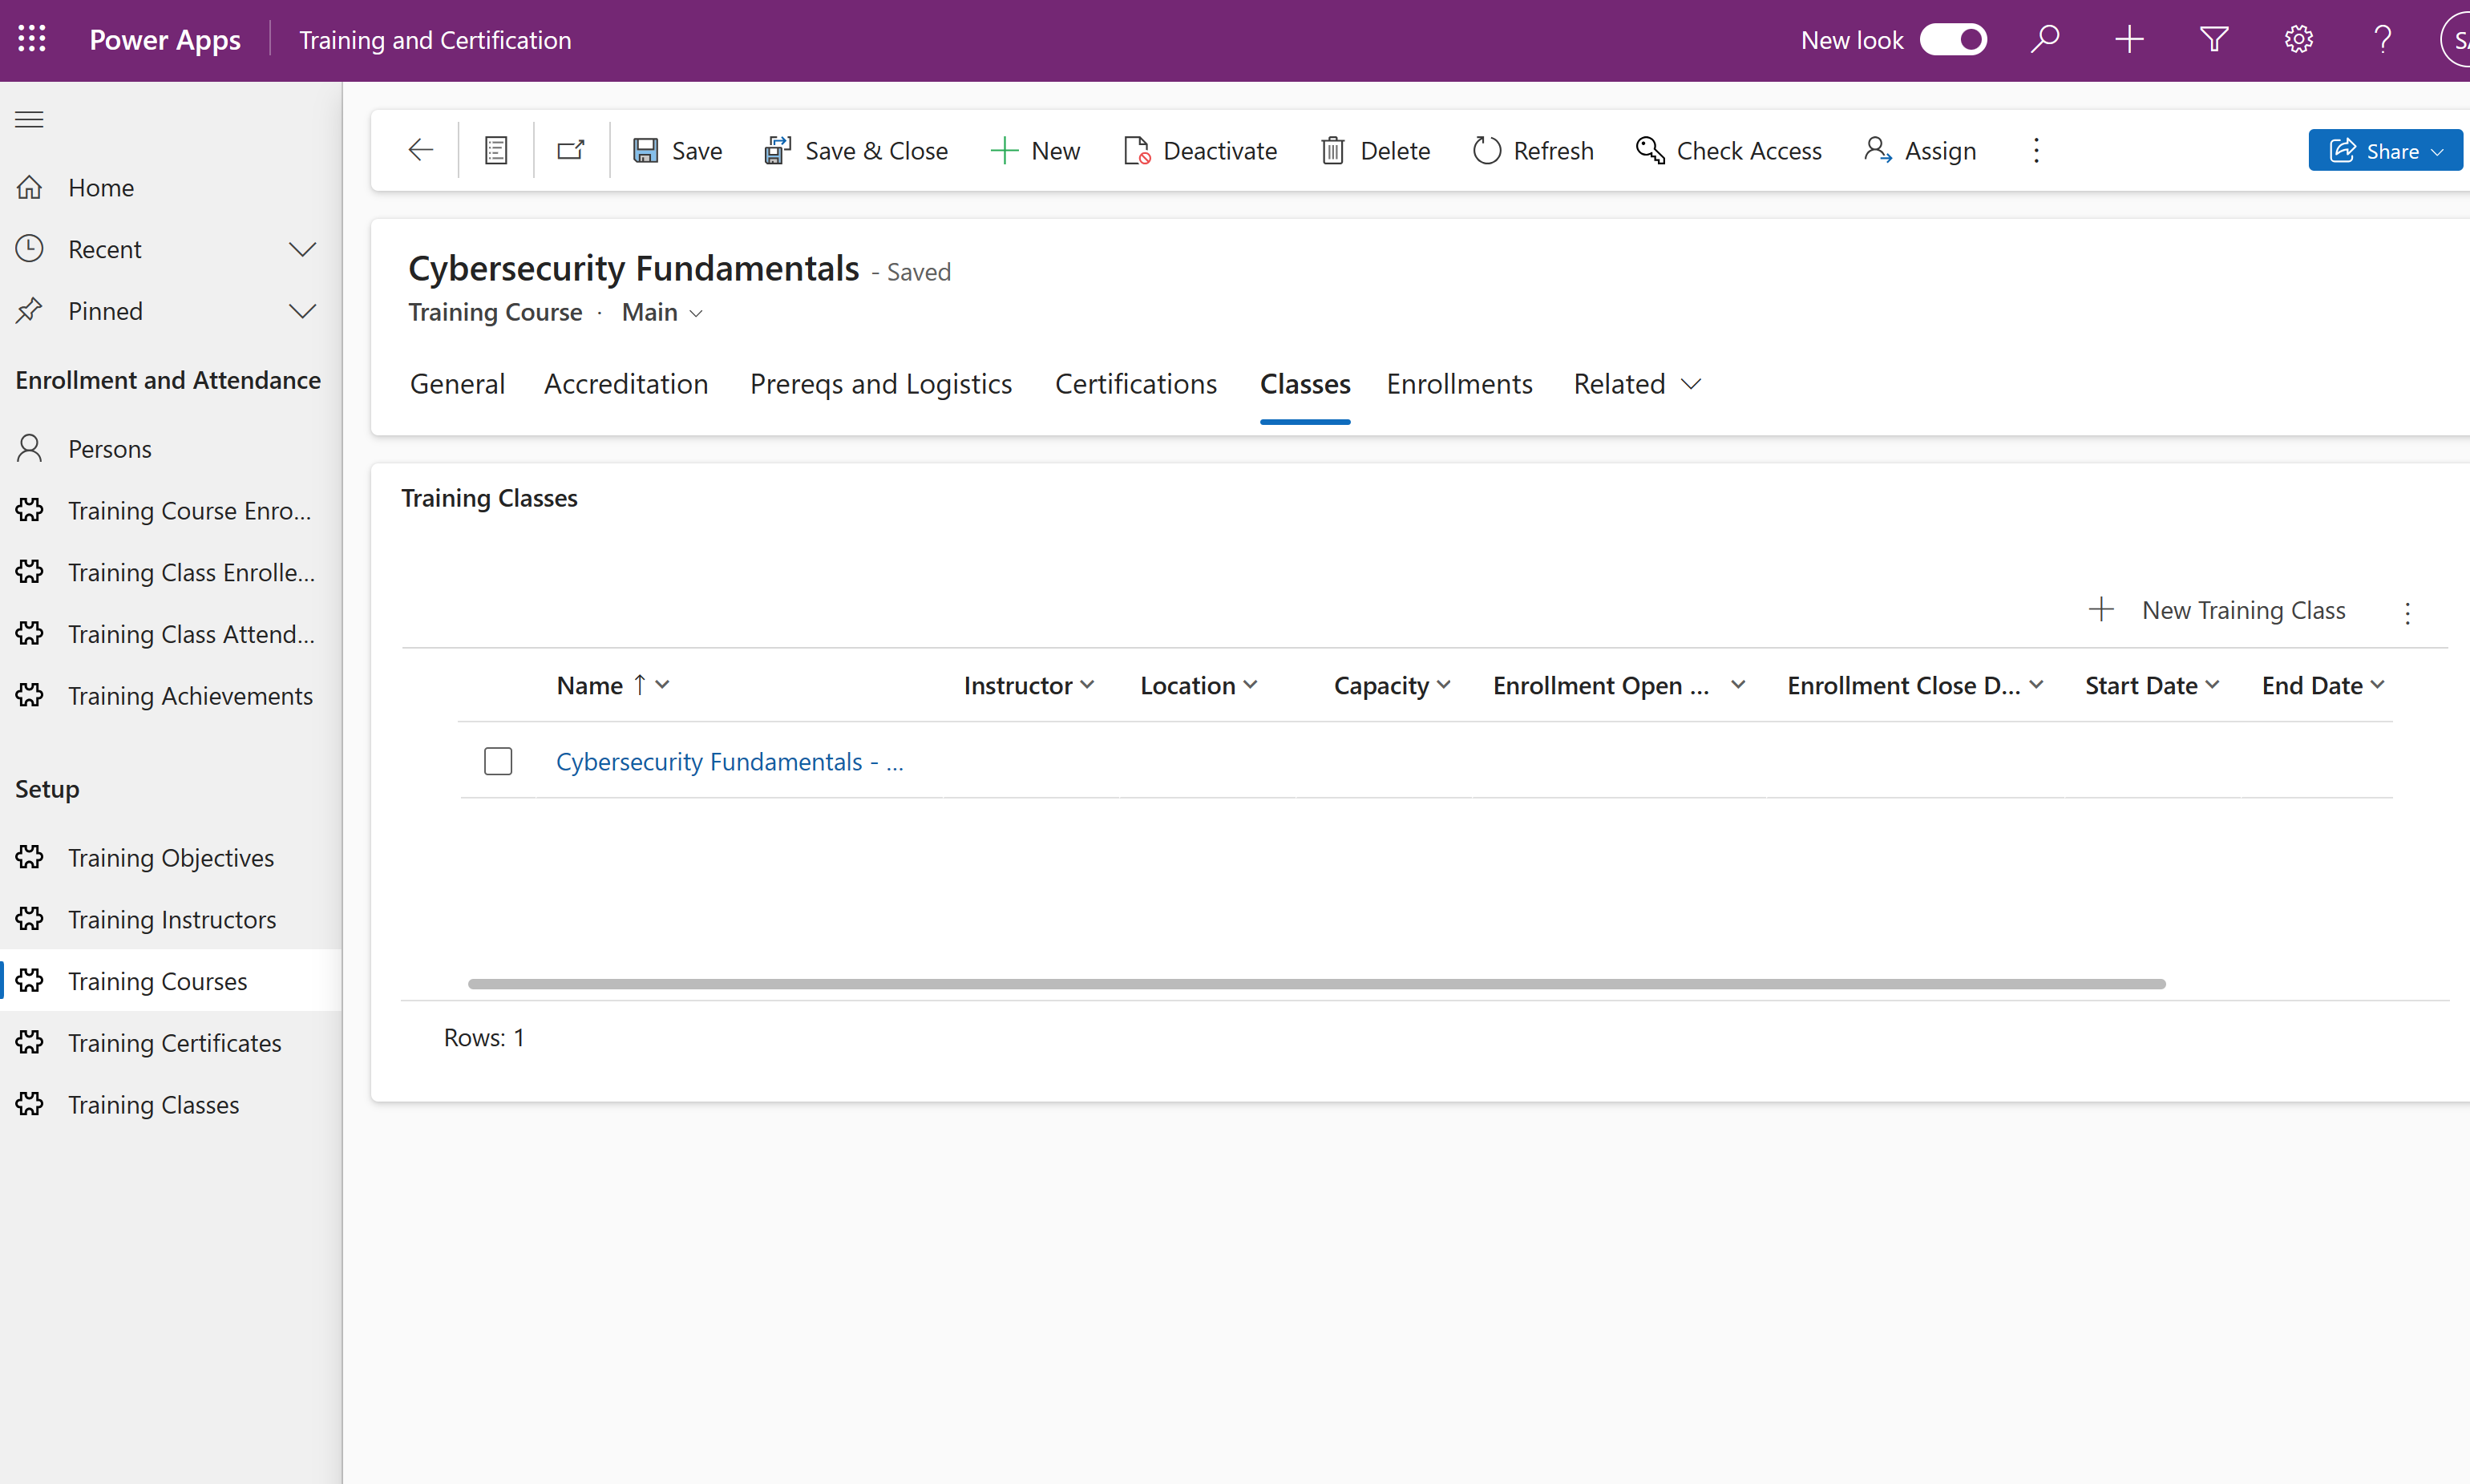 Power Apps
Training and Certification
New look
SA
Home
Recent
Pinned
Enrollment and Attendance
Persons
Training Course Enro...
Training Class Enrolle...
Training Class Attend...
Training Achievements
Setup
Training Objectives
Training Instructors
Training Courses
Training Certificates
Training Classes
Save
Save & Close
New
Deactivate
Delete
Refresh
Check Access
Assign
Share
Cybersecurity Fundamentals - Saved
Training Course · Main
General Accreditation Prereqs and Logistics Certifications Classes Enrollments Related
Training Classes
New Training Class
Name ↑ Instructor Location Capacity Enrollment Open ... Enrollment Close D... Start Date End Date
Cybersecurity Fundamentals - ...
Rows: 1